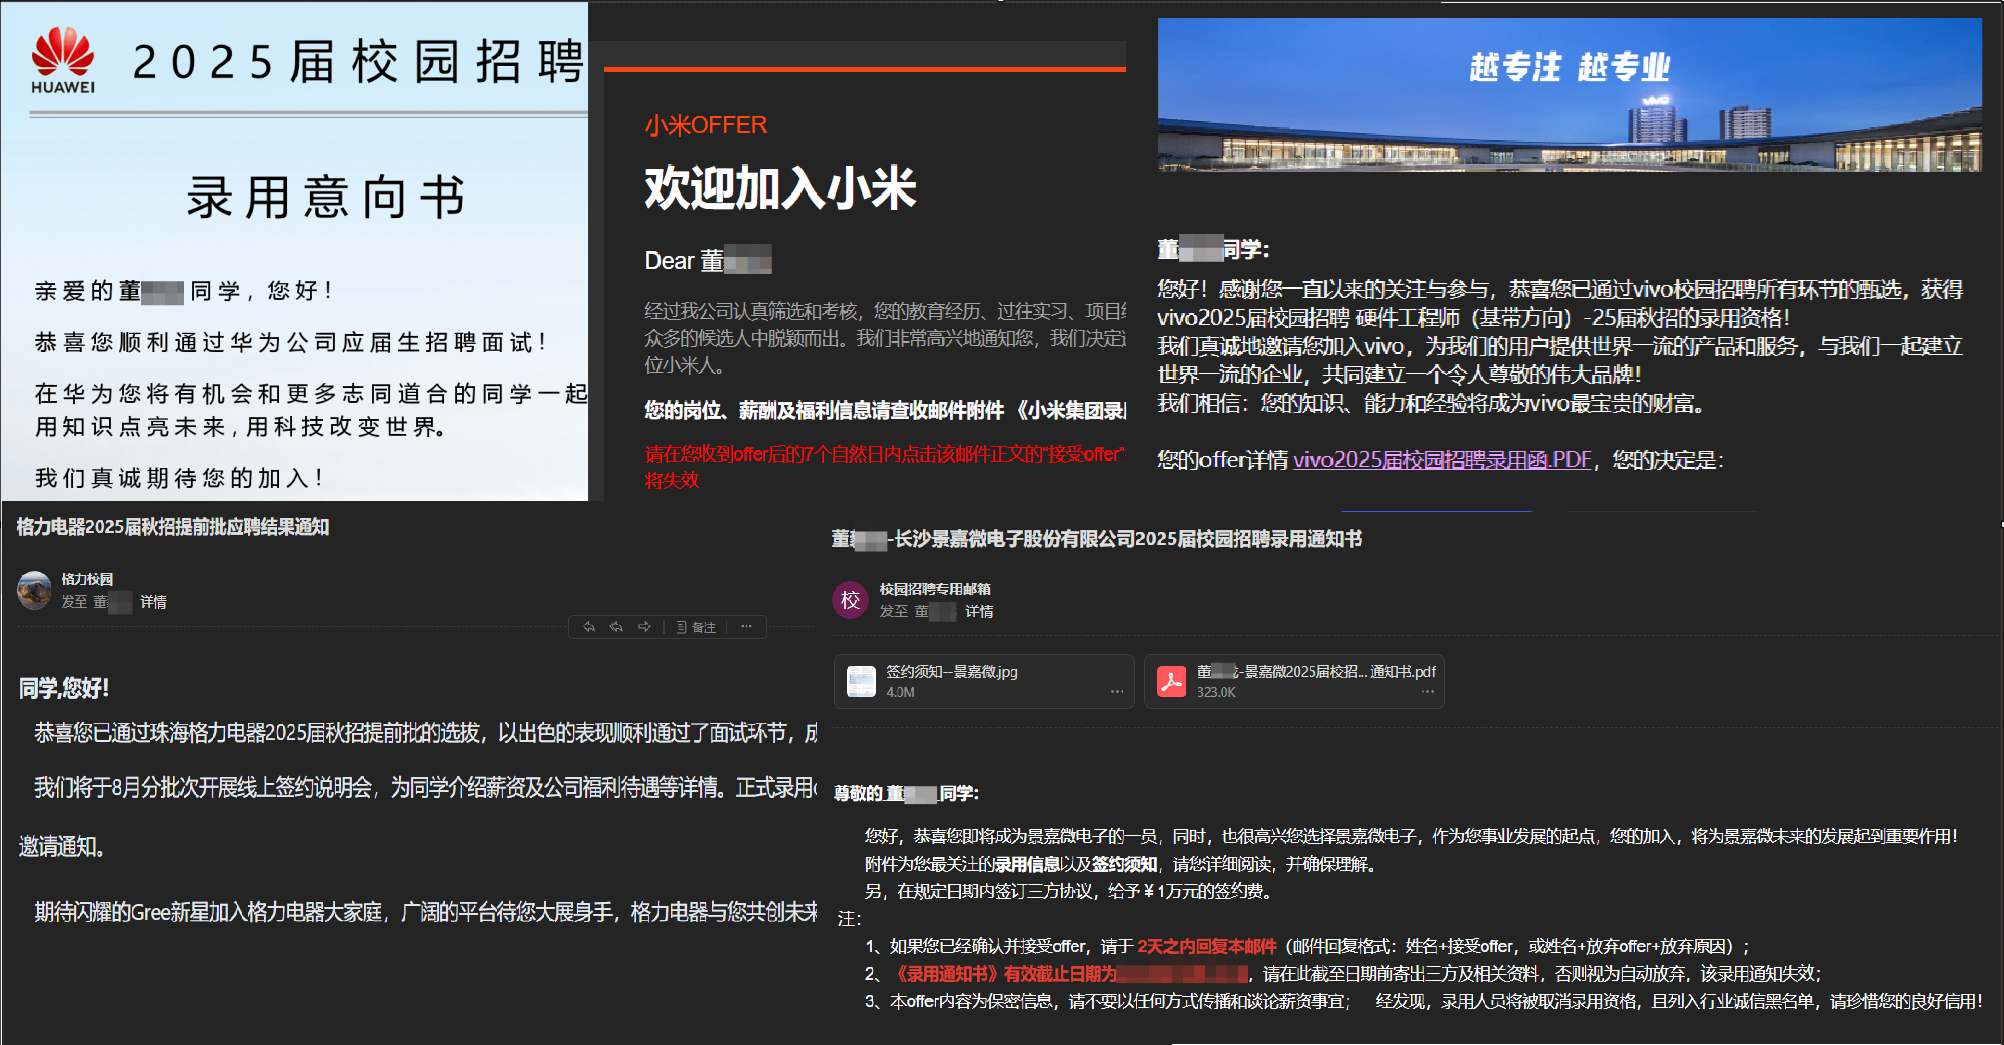 HUAWEI
2025届校园招聘
录用意向书
亲爱的董 同学，您好！
恭喜您顺利通过华为公司应届生招聘面试！
在华为您将有机会和更多志同道合的同学一起
用知识点亮未来，用科技改变世界。
我们真诚期待您的加入！
小米OFFER
欢迎加入小米
Dear 董
经过我公司认真筛选和考核，您的教育经历、过往实习、项目
众多的候选人中脱颖而出。我们非常高兴地通知您，我们决定
位小米人。
您的岗位、薪酬及福利信息请查收邮件附件 《小米集团录
请在您收到offer后的7个自然日内点击该邮件正文的“接受offer”
将失效
越专注 越专业
vivo
董 同学：
您好！感谢您一直以来的关注与参与，恭喜您已通过vivo校园招聘所有环节的甄选，获得
vivo2025届校园招聘 硬件工程师（基带方向）-25届秋招的录用资格！
我们真诚地邀请您加入vivo，为我们的用户提供世界一流的产品和服务，与我们一起建立
世界一流的企业，共同建立一个令人尊敬的伟大品牌！
我们相信：您的知识、能力和经验将成为vivo最宝贵的财富。
您的offer详情 vivo2025届校园招聘录用函.PDF，您的决定是：
格力电器2025届秋招提前批应聘结果通知
格力校园
发至 董 详情
备注
同学,您好！
恭喜您已通过珠海格力电器2025届秋招提前批的选拔，以出色的表现顺利通过了面试环节，成
我们将于8月分批次开展线上签约说明会，为同学介绍薪资及公司福利待遇等详情。正式录用o
邀请通知。
期待闪耀的Gree新星加入格力电器大家庭，广阔的平台待您大展身手，格力电器与您共创未来
董 -长沙景嘉微电子股份有限公司2025届校园招聘录用通知书
校
校园招聘专用邮箱
发至 董 详情
签约须知--景嘉微.jpg
4.0M
董 -景嘉微2025届校招... 通知书.pdf
323.0K
尊敬的 董 同学：
您好，恭喜您即将成为景嘉微电子的一员，同时，也很高兴您选择景嘉微电子，作为您事业发展的起点，您的加入，将为景嘉微未来的发展起到重要作用！
附件为您最关注的录用信息以及签约须知，请您详细阅读，并确保理解。
另，在规定日期内签订三方协议，给予￥1万元的签约费。
注：
1、如果您已经确认并接受offer，请于 2天之内回复本邮件（邮件回复格式：姓名+接受offer，或姓名+放弃offer+放弃原因）；
2、《录用通知书》有效截止日期为 ，请在此截至日期前寄出三方及相关资料，否则视为自动放弃，该录用通知失效；
3、本offer内容为保密信息，请不要以任何方式传播和谈论薪资事宜； 经发现，录用人员将被取消录用资格，且列入行业诚信黑名单，请珍惜您的良好信用！